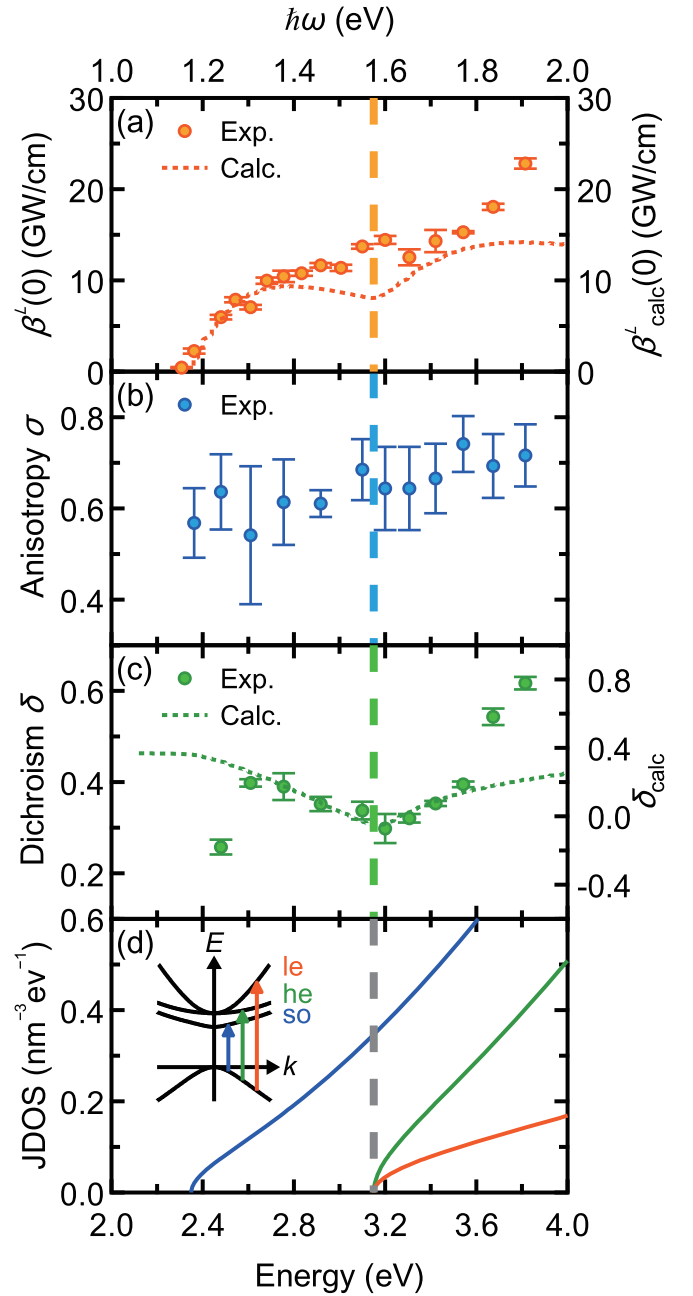 ħω (eV)
1.0 1.2 1.4 1.6 1.8 2.0
(a)
Exp.
Calc.
30
20
10
0
βᴸ(0) (GW/cm)
30
20
10
0
βᴸcalc(0) (GW/cm)
(b)
Exp.
0.8
0.6
0.4
Anisotropy σ
(c)
Exp.
Calc.
0.6
0.4
0.2
Dichroism δ
0.8
0.4
0.0
-0.4
δcalc
(d)
E
k
le
he
so
0.6
0.4
0.2
0.0
JDOS (nm⁻³ ev⁻¹)
2.0 2.4 2.8 3.2 3.6 4.0
Energy (eV)